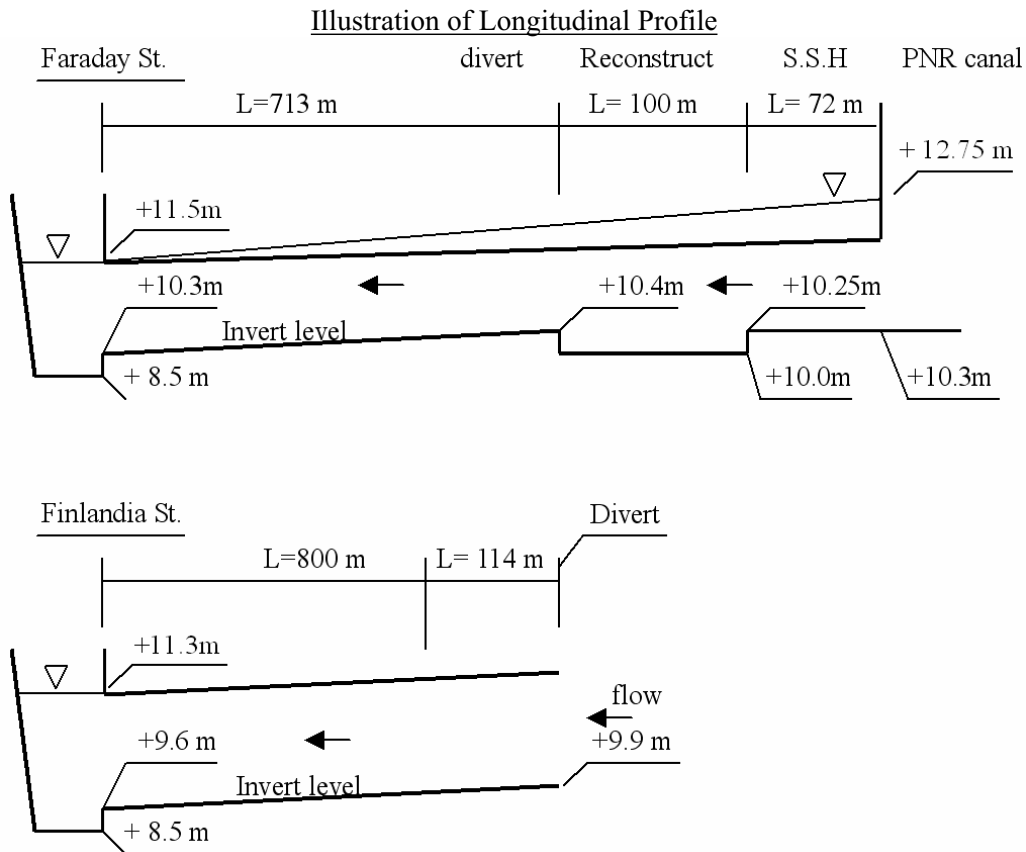 Illustration of Longitudinal Profile
Faraday St. divert Reconstruct S.S.H PNR canal
L=713 m L= 100 m L= 72 m
+ 12.75 m
+11.5m
+10.3m +10.4m +10.25m
Invert level
+ 8.5 m +10.0m +10.3m
Finlandia St. Divert
L=800 m L= 114 m
+11.3m
flow
+9.6 m +9.9 m
Invert level
+ 8.5 m